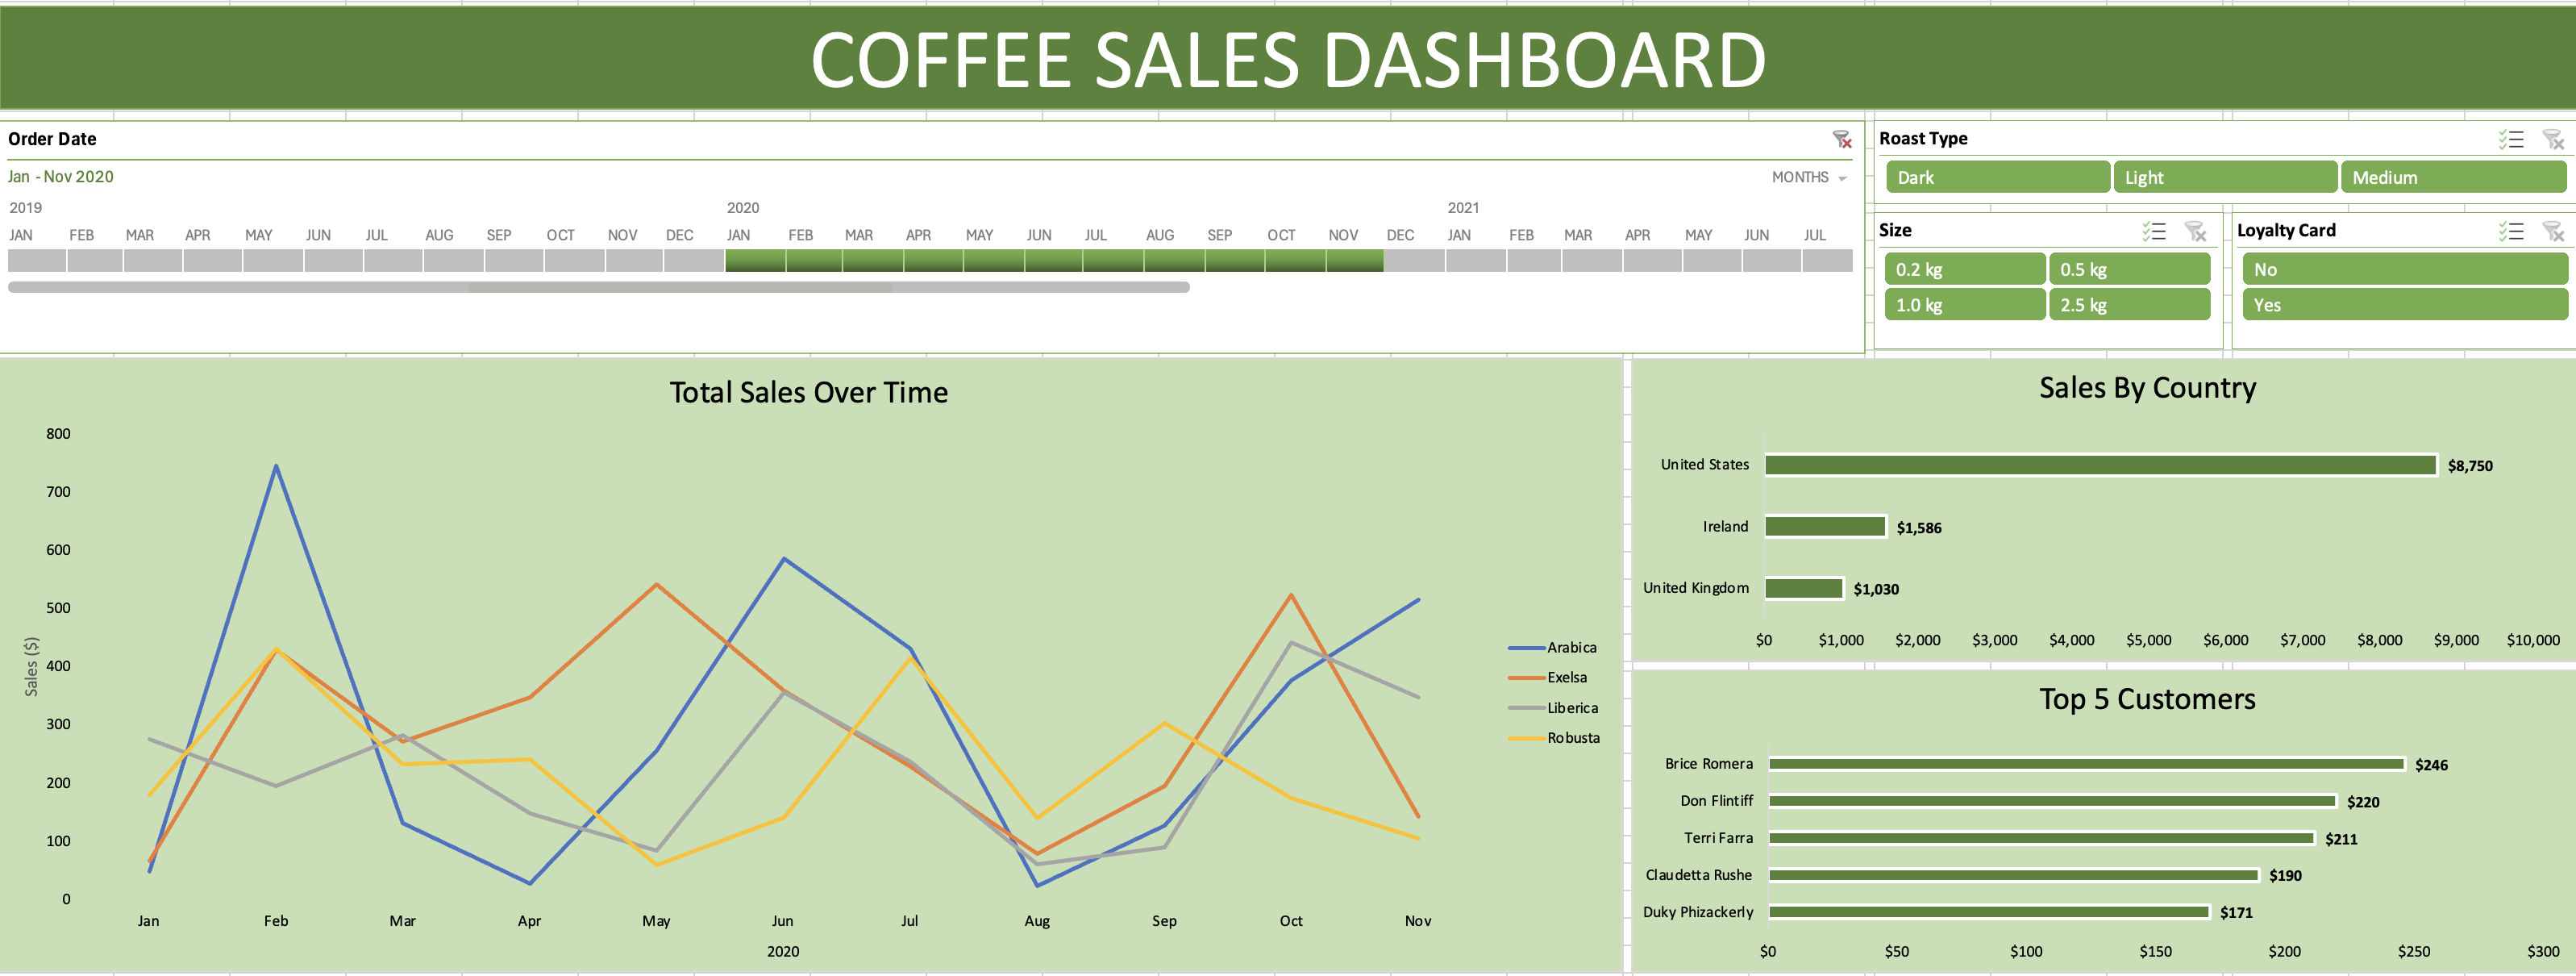 COFFEE SALES DASHBOARD
Order Date
Jan - Nov 2020
MONTHS
2019 2020 2021
JAN FEB MAR APR MAY JUN JUL AUG SEP OCT NOV DEC JAN FEB MAR APR MAY JUN JUL AUG SEP OCT NOV DEC JAN FEB MAR APR MAY JUN JUL
Roast Type
Dark Light Medium
Size
0.2 kg 0.5 kg
1.0 kg 2.5 kg
Loyalty Card
No
Yes
Total Sales Over Time
800
700
600
500
400
300
200
100
0
Sales ($)
Jan Feb Mar Apr May Jun Jul Aug Sep Oct Nov
2020
Arabica
Exelsa
Liberica
Robusta
Sales By Country
United States $8,750
Ireland $1,586
United Kingdom $1,030
$0 $1,000 $2,000 $3,000 $4,000 $5,000 $6,000 $7,000 $8,000 $9,000 $10,000
Top 5 Customers
Brice Romera $246
Don Flintiff $220
Terri Farra $211
Claudetta Rushe $190
Duky Phizackerly $171
$0 $50 $100 $150 $200 $250 $300